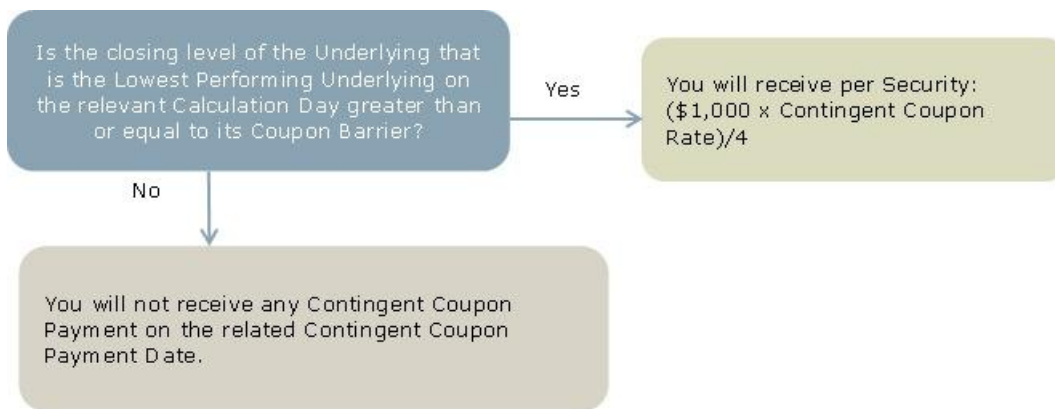 Is the closing level of the Underlying that
is the Lowest Performing Underlying on
the relevant Calculation Day greater than
or equal to its Coupon Barrier?
Yes
You will receive per Security:
($1,000 x Contingent Coupon
Rate)/4
No
You will not receive any Contingent Coupon
Payment on the related Contingent Coupon
Payment Date.